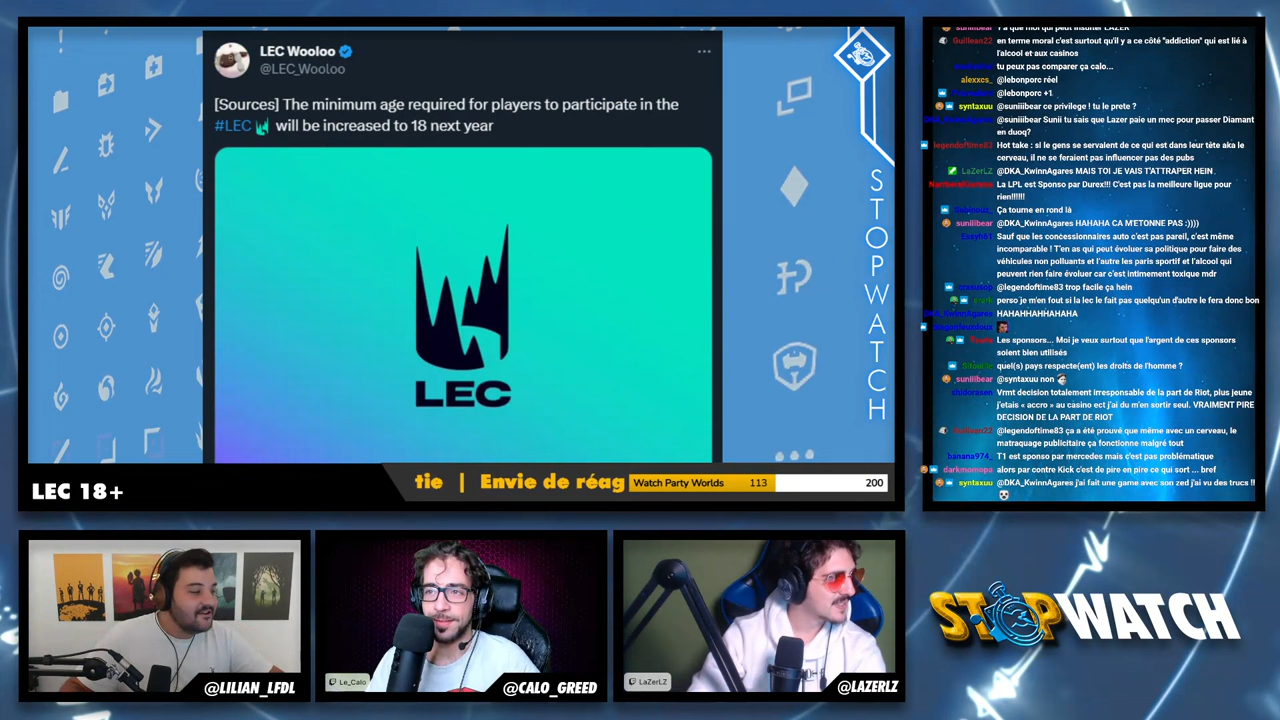 LEC Wooloo
@LEC_Wooloo
[Sources] The minimum age required for players to participate in the
#LEC will be increased to 18 next year
LEC
STOPWATCH
LEC 18+
tie | Envie de réag
Watch Party Worlds 113 200
suniibear
Guillean22 en terme moral c'est surtout qu'il y a ce côté "addiction" qui est lié à
l'alcool et aux casinos
tu peux pas comparer ça calo...
alexxcs_ @lebonporc réel
@lebonporc +1
syntaxuu @suniiibear ce privilege ! tu le prete ?
@suniiibear Sunii tu sais que Lazer paie un mec pour passer Diamant
en duoq?
legendoftime83 Hot take : si le gens se servaient de ce qui est dans leur tête aka le
cerveau, il ne se feraient pas influencer pas des pubs
LaZerLZ @DKA_KwinnAgares MAIS TOI JE VAIS T'ATTRAPER HEIN
La LPL est Sponso par Durex!!! C'est pas la meilleure ligue pour
rien!!!!!!
Ça tourne en rond là
@DKA_KwinnAgares HAHAHA CA M'ETONNE PAS :))))
Sauf que les concessionnaires auto c'est pas pareil, c'est même
incomparable ! T'en as qui peut évoluer sa politique pour faire des
véhicules non polluants et l'autre les paris sportif et l'alcool qui
peuvent rien faire évoluer car c'est intimement toxique mdr
@legendoftime83 trop facile ça hein
perso je m'en fout si la lec le fait pas quelqu'un d'autre le fera donc bon
DKA_KwinnAgares HAHAHHAHHAHAHA
Les sponsors... Moi je veux surtout que l'argent de ces sponsors
soient bien utilisés
quel(s) pays respecte(ent) les droits de l'homme ?
@syntaxuu non
Vrmt decision totalement irresponsable de la part de Riot, plus jeune
j'etais « accro » au casino ect j'ai du m'en sortir seul. VRAIMENT PIRE
DECISION DE LA PART DE RIOT
Guillean22 @legendoftime83 ça a été prouvé que même avec un cerveau, le
matraquage publicitaire ça fonctionne malgré tout
banana974_ T1 est sponso par mercedes mais c'est pas problématique
darkmomopa alors par contre Kick c'est de pire en pire ce qui sort ... bref
syntaxuu @DKA_KwinnAgares j'ai fait une game avec son zed j'ai vu des trucs !!
@LILIAN_LFDL
Le_Calo
@CALO_GREED
LaZerLZ
@LAZERLZ
STOPWATCH